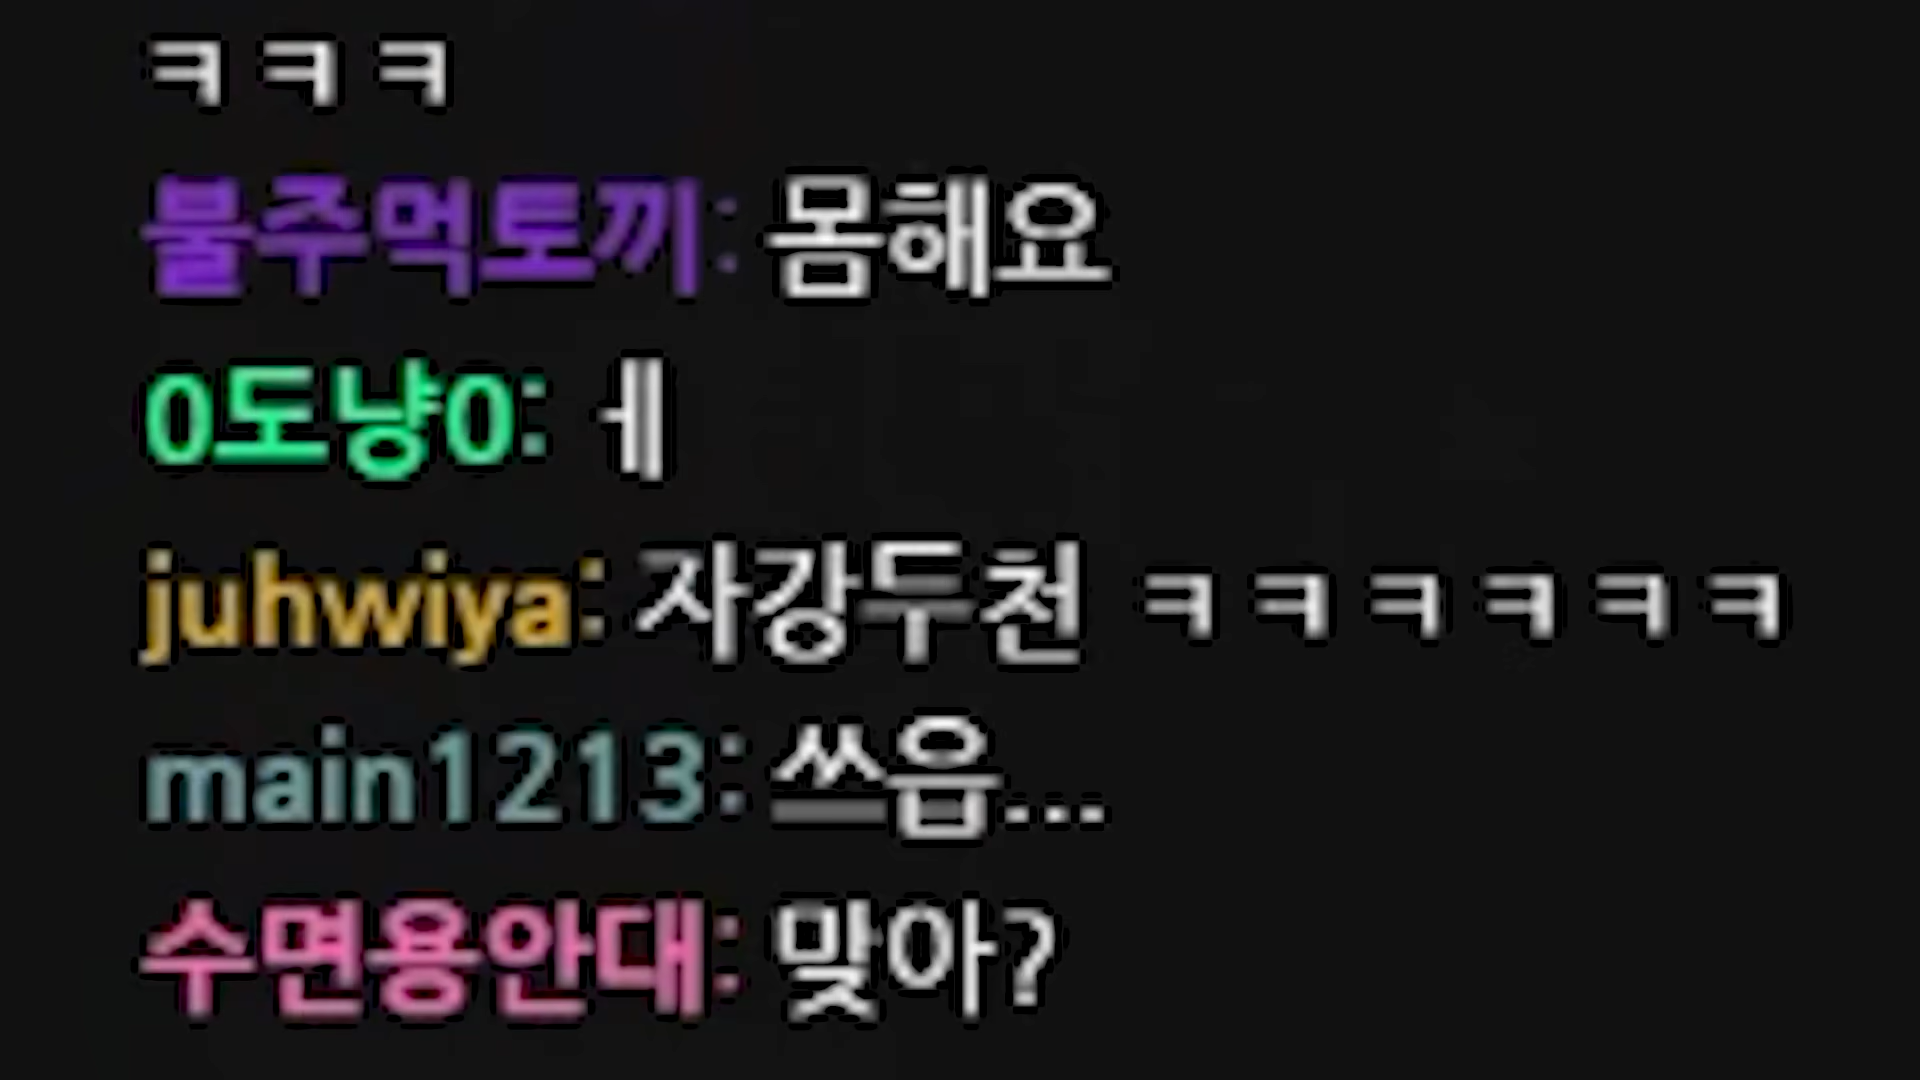 ㅋㅋㅋ
불주먹토끼: 몸해요
0도냥0: ㅔ
juhwiya: 자강두천 ㅋㅋㅋㅋㅋㅋ
main1213: 쓰읍...
수면용안대: 맞아?